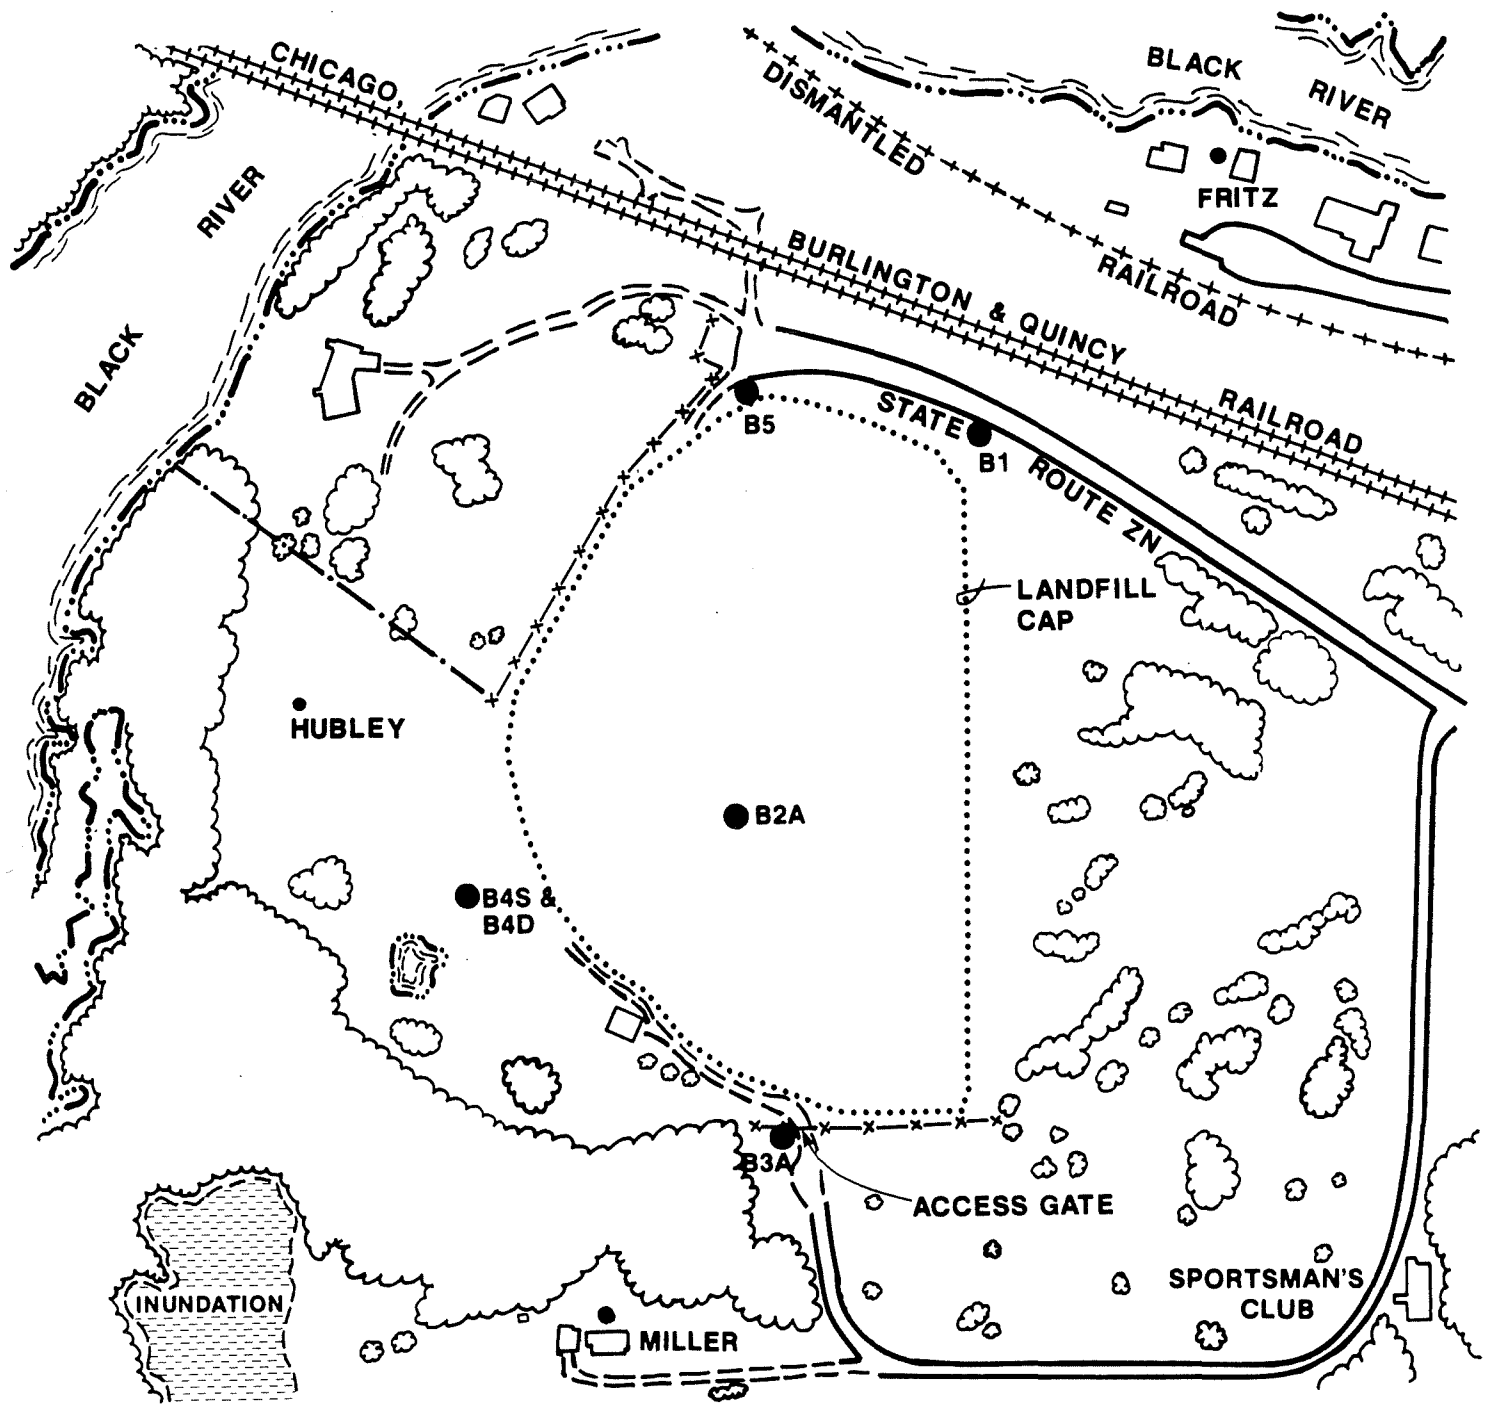 CHICAGO,
BLACK
RIVER
DISMANTLED
FRITZ
RIVER
BURLINGTON & QUINCY
RAILROAD
BLACK
RAILROAD
STATE
B5
B1
ROUTE ZN
LANDFILL
CAP
HUBLEY
B2A
B4S &
B4D
B3A
ACCESS GATE
SPORTSMAN'S
CLUB
INUNDATION
MILLER